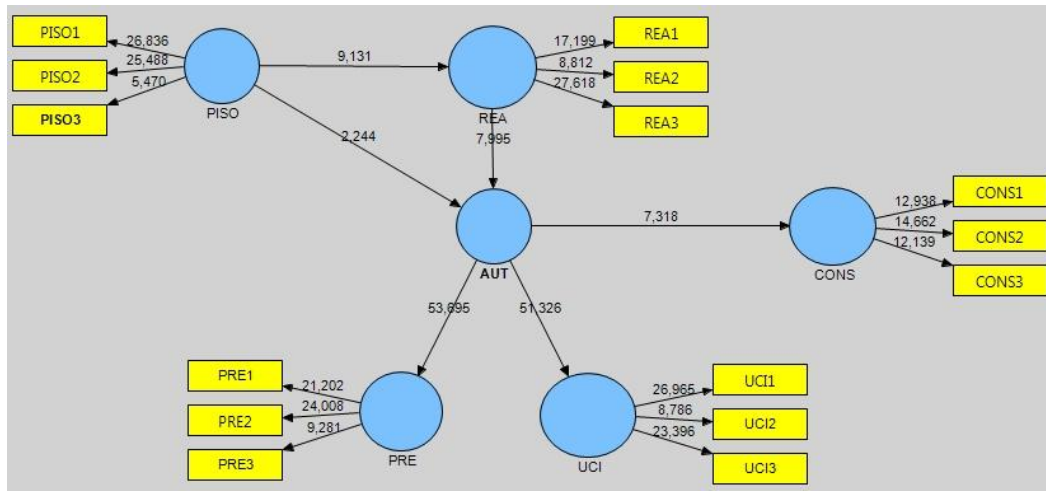 PISO1
26,836
PISO2
25,488
5,470
PISO3
PISO
9,131
REA
17,199
REA1
8,812
REA2
27,618
REA3
2,244
7,995
AUT
7,318
CONS
12,938
CONS1
14,662
CONS2
12,139
CONS3
53,695
51,326
PRE1
21,202
PRE2
24,008
9,281
PRE3
PRE
UCI
26,965
UCI1
8,786
UCI2
23,396
UCI3